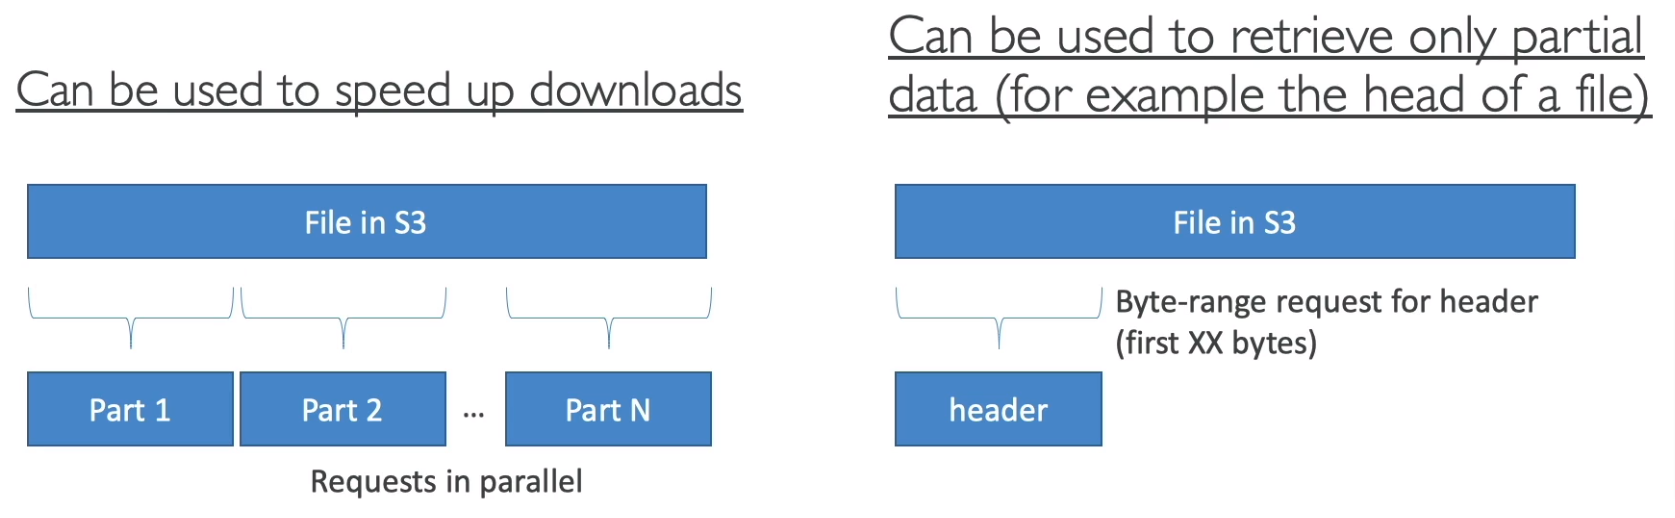 Can be used to speed up downloads
File in S3
Part 1
Part 2
...
Part N
Requests in parallel
Can be used to retrieve only partial
data (for example the head of a file)
File in S3
Byte-range request for header
(first XX bytes)
header